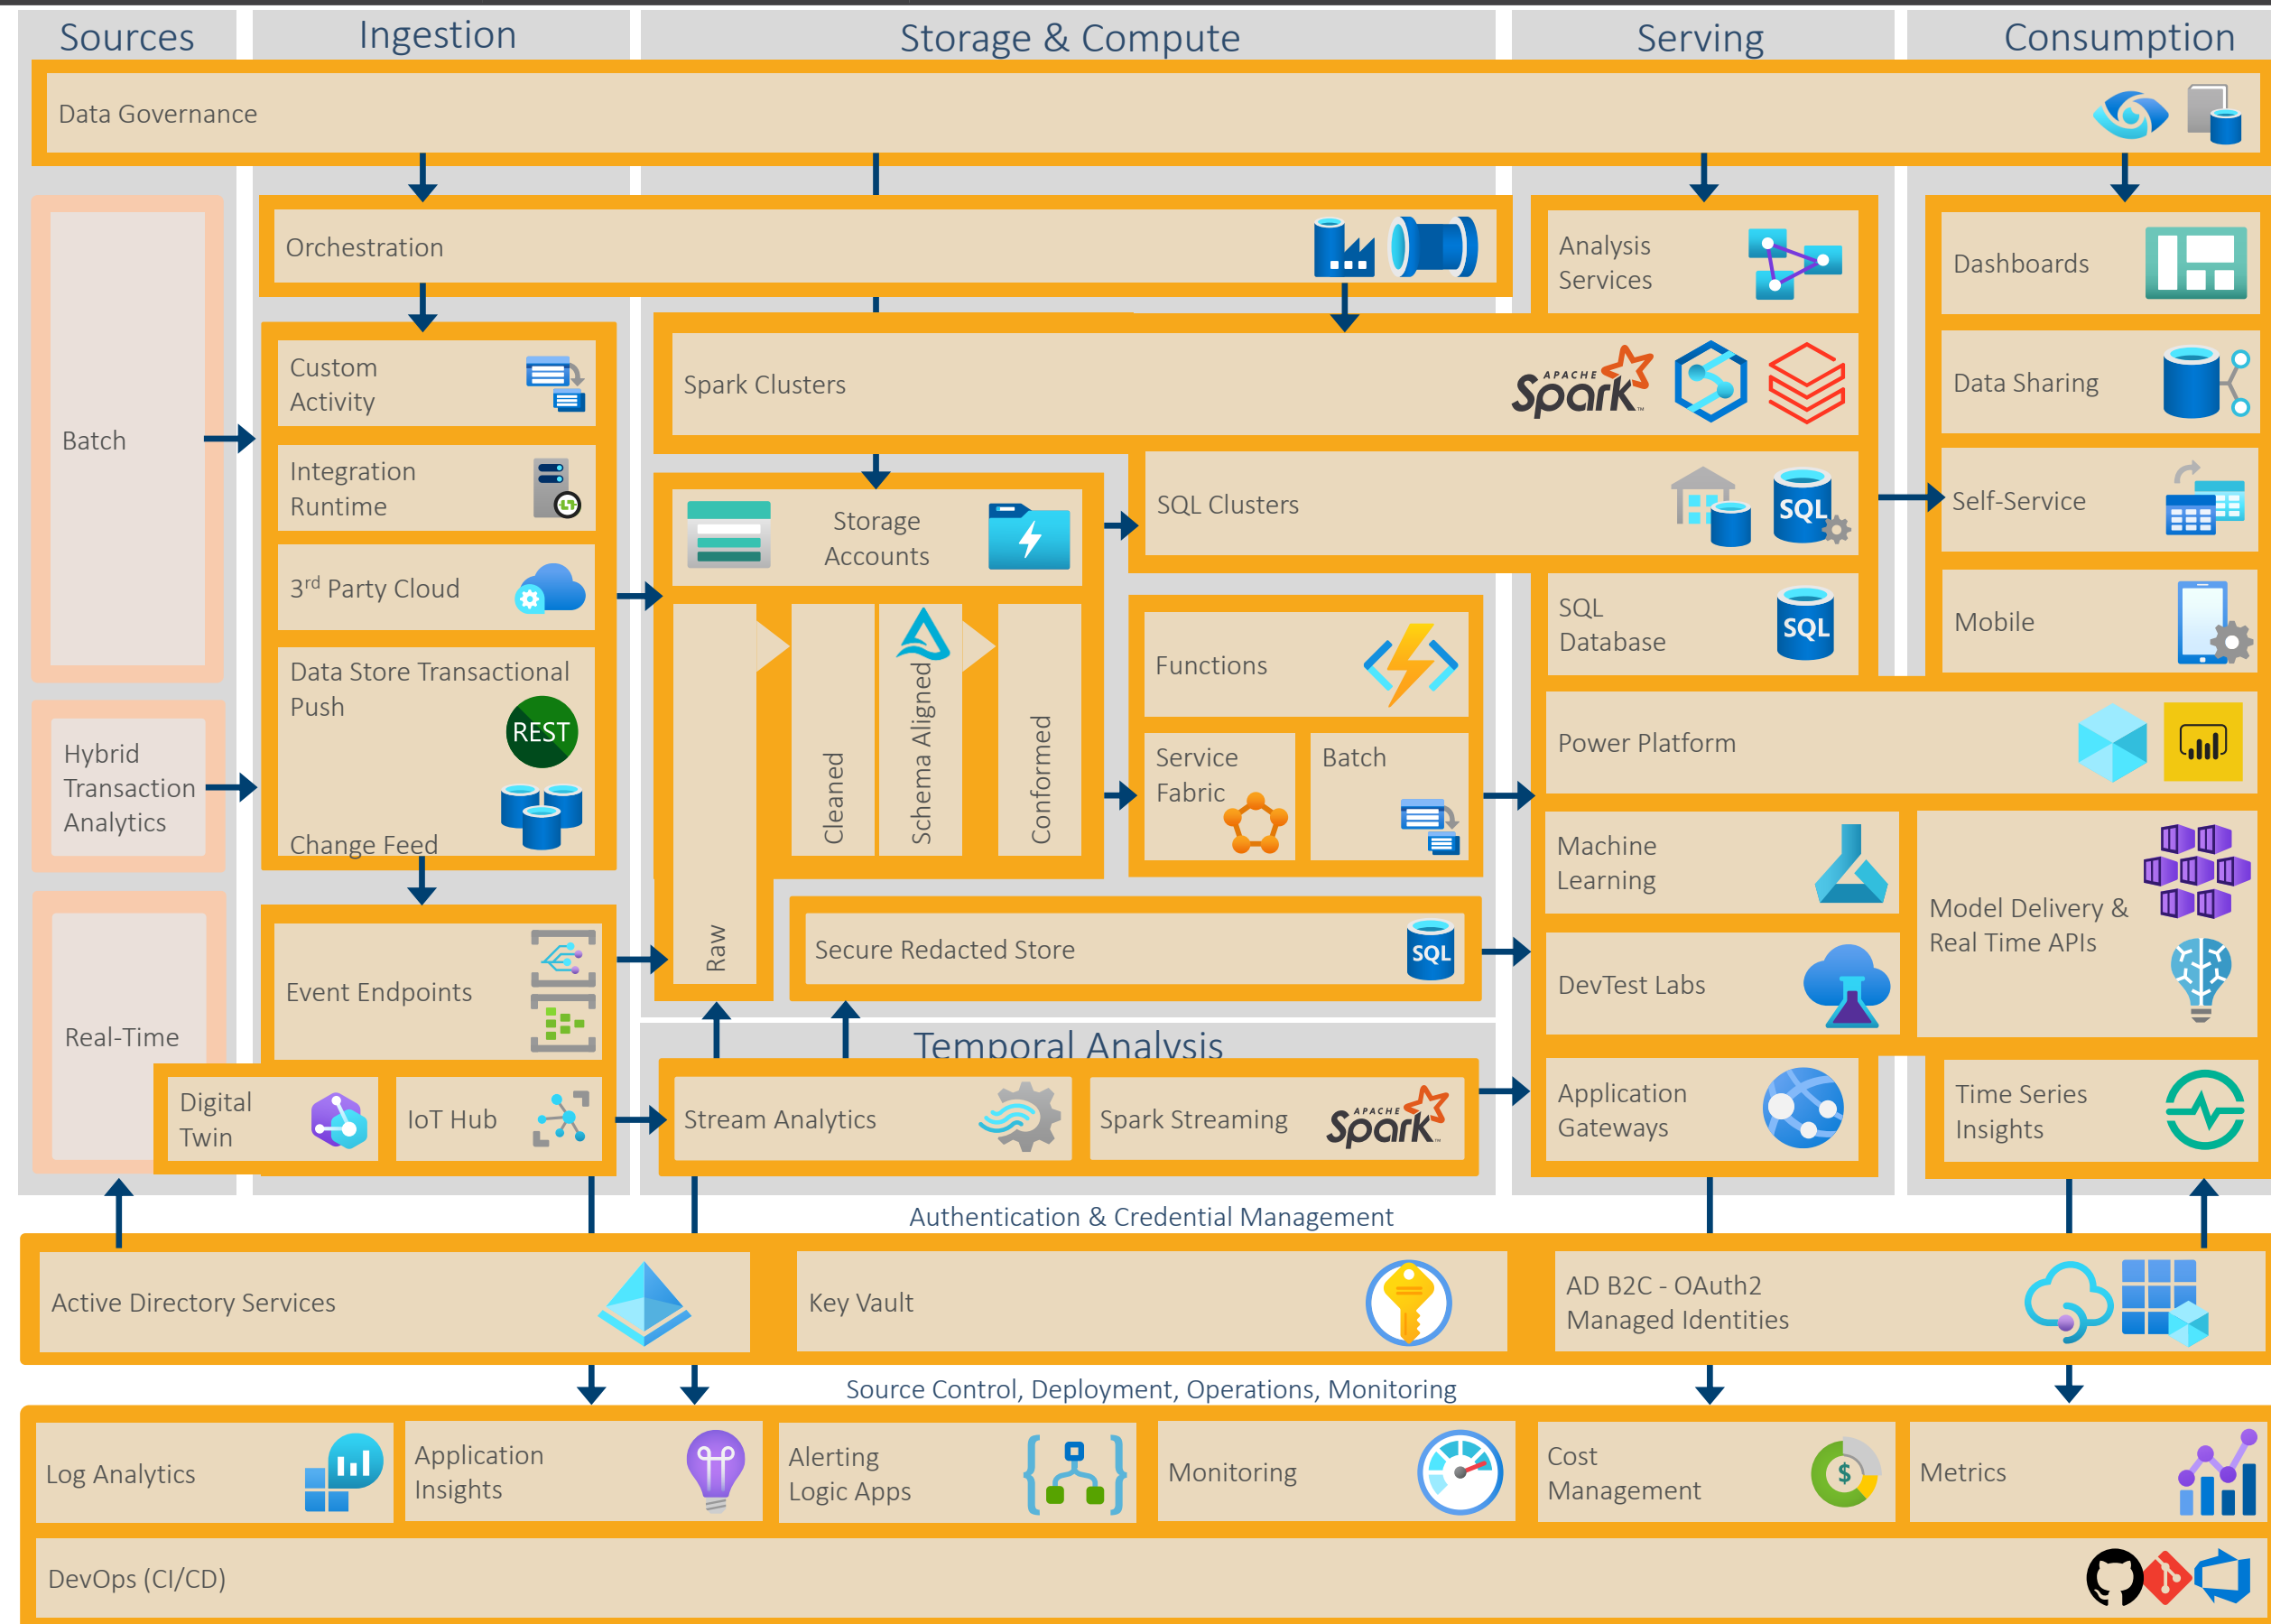 Sources
Ingestion
Storage & Compute
Serving
Consumption
Data Governance
Orchestration
Analysis
Services
Dashboards
Batch
Custom
Activity
Spark Clusters
APACHE
Spark™
Data Sharing
Integration
Runtime
Storage
Accounts
SQL Clusters
SQL
Self-Service
3rd Party Cloud
SQL
Database
SQL
Mobile
Data Store Transactional
Push
REST
Change Feed
Raw
Cleaned
Schema Aligned
Conformed
Functions
Service
Fabric
Batch
Power Platform
Hybrid
Transaction
Analytics
Machine
Learning
Model Delivery &
Real Time APIs
Secure Redacted Store
SQL
DevTest Labs
Real-Time
Event Endpoints
Temporal Analysis
Digital
Twin
IoT Hub
Stream Analytics
Spark Streaming
APACHE
Spark™
Application
Gateways
Time Series
Insights
Authentication & Credential Management
Active Directory Services
Key Vault
AD B2C - OAuth2
Managed Identities
Source Control, Deployment, Operations, Monitoring
Log Analytics
Application
Insights
Alerting
Logic Apps
Monitoring
Cost
Management
$
Metrics
DevOps (CI/CD)